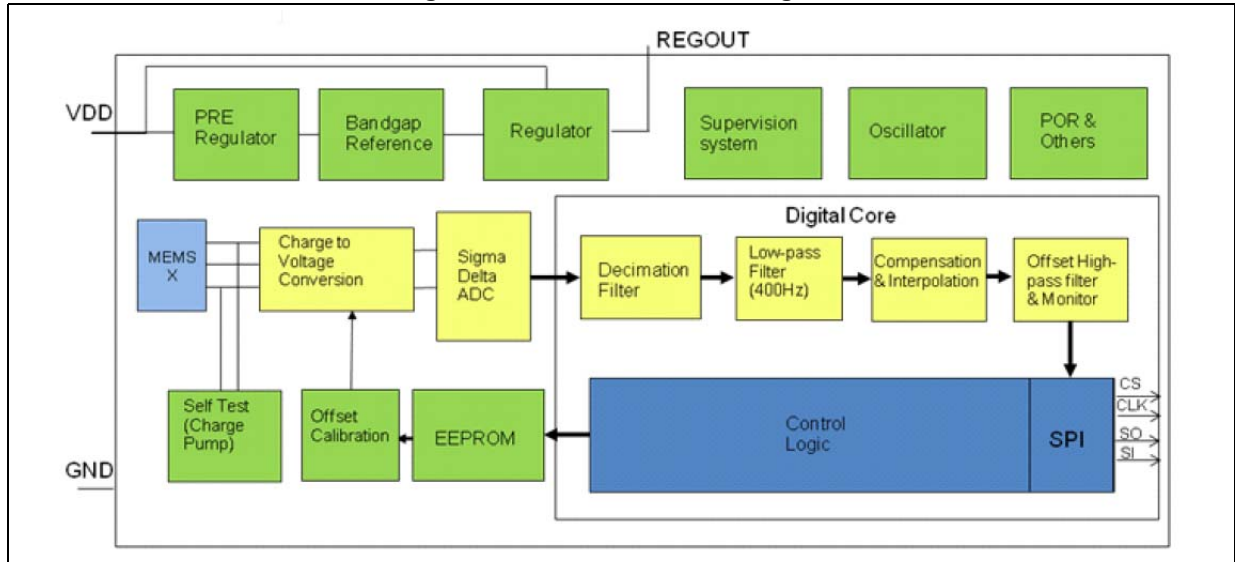 REGOUT
VDD
PRE
Regulator
Bandgap
Reference
Regulator
Supervision
system
Oscillator
POR &
Others
Digital Core
MEMS
X
Charge to
Voltage
Conversion
Sigma
Delta
ADC
Decimation
Filter
Low-pass
Filter
(400Hz)
Compensation
& Interpolation
Offset High-
pass filter
& Monitor
Self Test
(Charge
Pump)
Offset
Calibration
EEPROM
Control
Logic
SPI
CS
CLK
SO
SI
GND